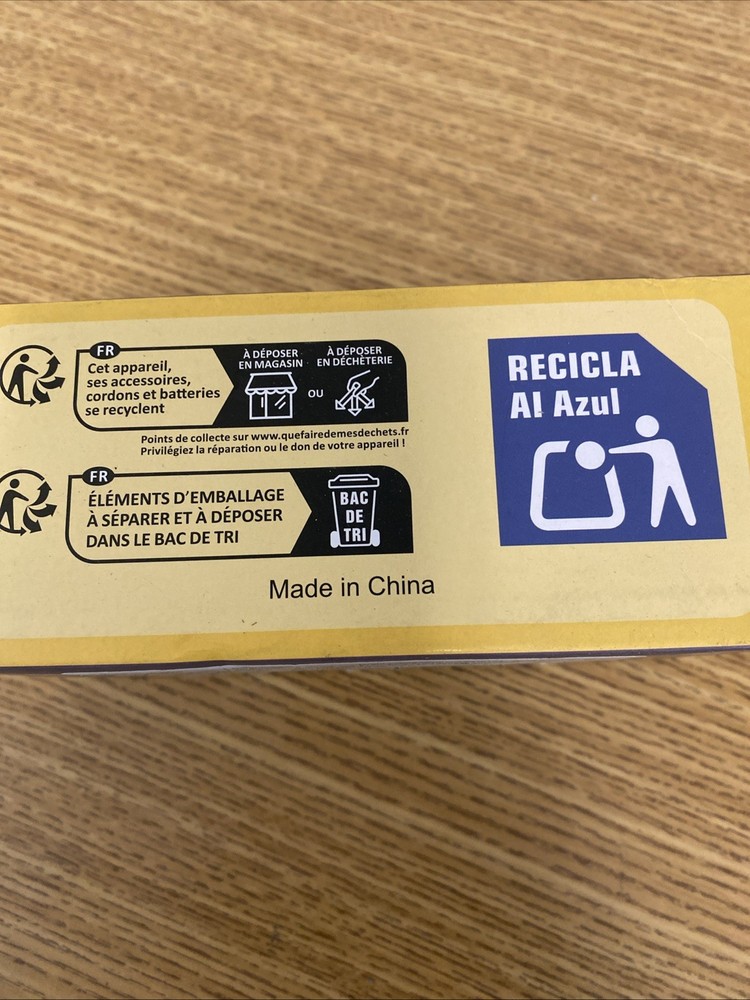 FR
Cet appareil,
ses accessoires,
cordons et batteries
se recyclent
À DÉPOSER
EN MAGASIN
OU
À DÉPOSER
EN DÉCHÈTERIE
Points de collecte sur www.quefairedemesdechets.fr
Privilégiez la réparation ou le don de votre appareil !
FR
ÉLÉMENTS D'EMBALLAGE
À SÉPARER ET À DÉPOSER
DANS LE BAC DE TRI
BAC
DE
TRI
Made in China
RECICLA
Al Azul